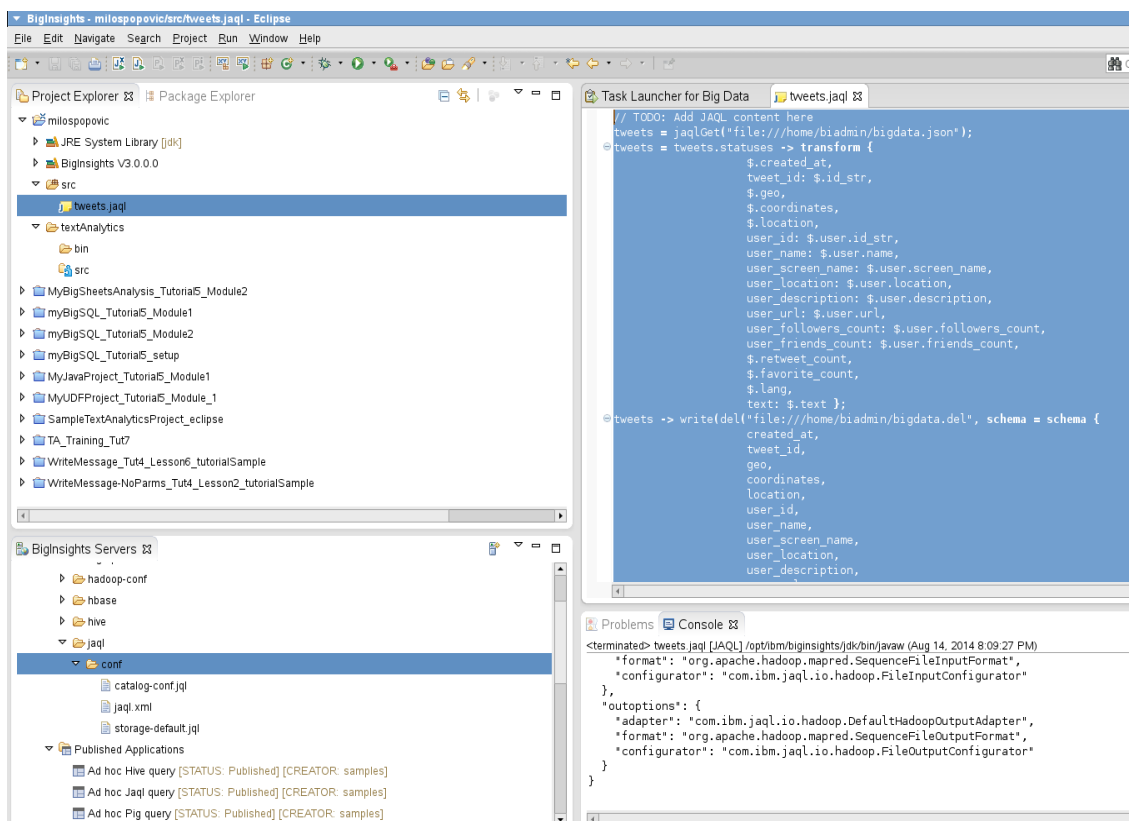 BigInsights - milospopovic/src/tweets.jaql - Eclipse
File Edit Navigate Search Project Run Window Help
Project Explorer Package Explorer
milospopovic
JRE System Library [jdk]
BigInsights V3.0.0.0
src
tweets.jaql
textAnalytics
bin
src
MyBigSheetsAnalysis_Tutorial5_Module2
myBigSQL_Tutorial5_Module1
myBigSQL_Tutorial5_Module2
myBigSQL_Tutorial5_setup
MyJavaProject_Tutorial5_Module1
MyUDFProject_Tutorial5_Module_1
SampleTextAnalyticsProject_eclipse
TA_Training_Tut7
WriteMessage_Tut4_Lesson6_tutorialSample
WriteMessage-NoParms_Tut4_Lesson2_tutorialSample
BigInsights Servers
hadoop-conf
hbase
hive
jaql
conf
catalog-conf.jql
jaql.xml
storage-default.jql
Published Applications
Ad hoc Hive query [STATUS: Published] [CREATOR: samples]
Ad hoc Jaql query [STATUS: Published] [CREATOR: samples]
Ad hoc Pig query [STATUS: Published] [CREATOR: samples]
Task Launcher for Big Data tweets.jaql
// TODO: Add JAQL content here
tweets = jaqlGet("file:///home/biadmin/bigdata.json");
tweets = tweets.statuses -> transform {
$.created_at,
tweet_id: $.id_str,
$.geo,
$.coordinates,
$.location,
user_id: $.user.id_str,
user_name: $.user.name,
user_screen_name: $.user.screen_name,
user_location: $.user.location,
user_description: $.user.description,
user_url: $.user.url,
user_followers_count: $.user.followers_count,
user_friends_count: $.user.friends_count,
$.retweet_count,
$.favorite_count,
$.lang,
text: $.text };
tweets -> write(del("file:///home/biadmin/bigdata.del", schema = schema {
created_at,
tweet_id,
geo,
coordinates,
location,
user_id,
user_name,
user_screen_name,
user_location,
user_description,
Problems Console
<terminated> tweets.jaql [JAQL] /opt/ibm/biginsights/jdk/bin/javaw (Aug 14, 2014 8:09:27 PM)
"format": "org.apache.hadoop.mapred.SequenceFileInputFormat",
"configurator": "com.ibm.jaql.io.hadoop.FileInputConfigurator"
},
"outoptions": {
"adapter": "com.ibm.jaql.io.hadoop.DefaultHadoopOutputAdapter",
"format": "org.apache.hadoop.mapred.SequenceFileOutputFormat",
"configurator": "com.ibm.jaql.io.hadoop.FileOutputConfigurator"
}
}